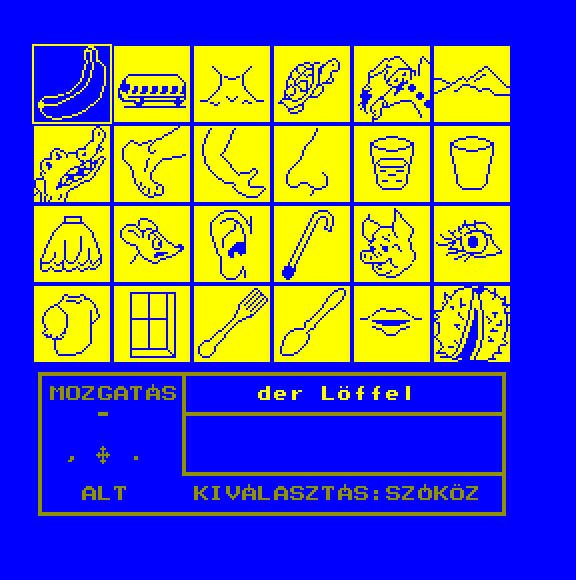 MOZGATÁS
der Löffel
-
, ‡ .
ALT
KIVÁLASZTÁS:SZÓKÖZ